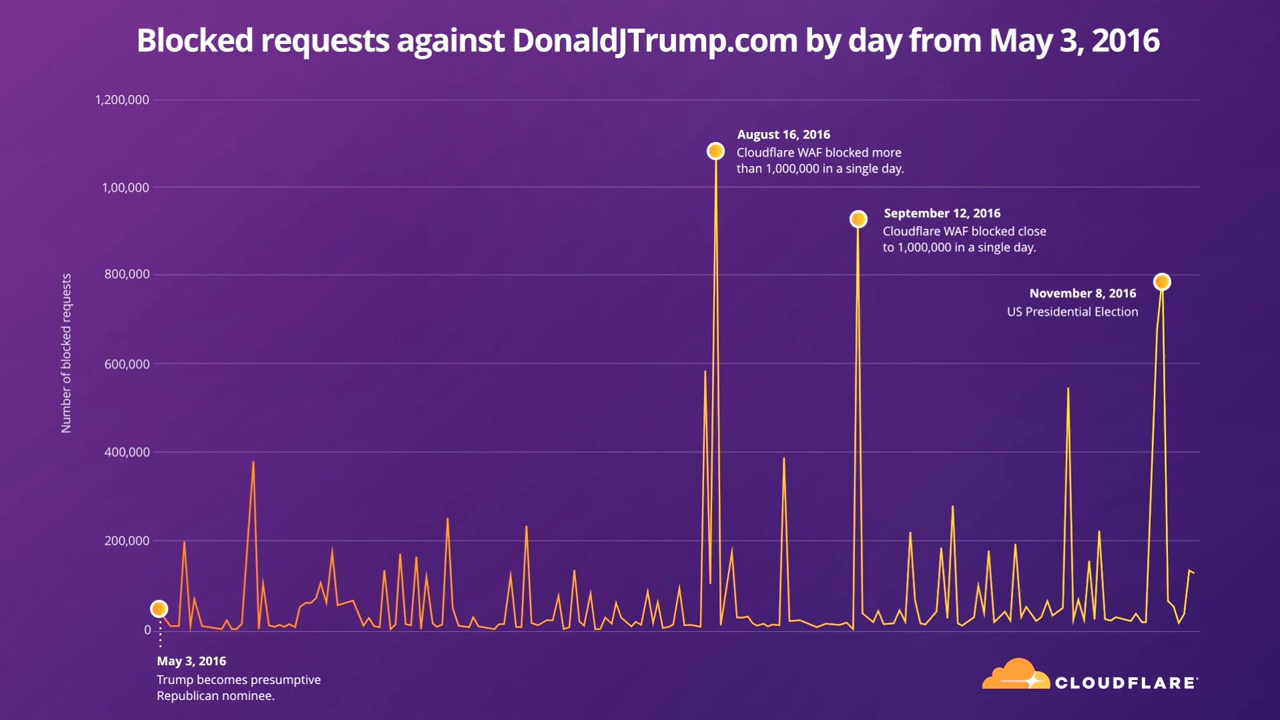 Blocked requests against DonaldJTrump.com by day from May 3, 2016
1,200,000
August 16, 2016
Cloudflare WAF blocked more
than 1,000,000 in a single day.
1,00,000
September 12, 2016
Cloudflare WAF blocked close
to 1,000,000 in a single day.
800,000
November 8, 2016
US Presidential Election
Number of blocked requests
600,000
400,000
200,000
0
May 3, 2016
Trump becomes presumptive
Republican nominee.
CLOUDFLARE